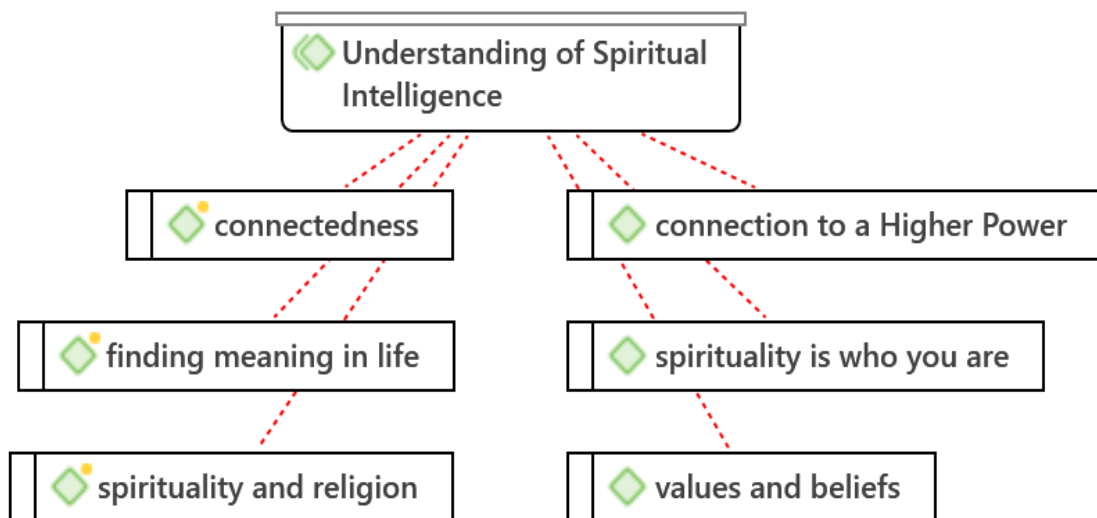 Understanding of Spiritual
Intelligence
connectedness
connection to a Higher Power
finding meaning in life
spirituality is who you are
spirituality and religion
values and beliefs